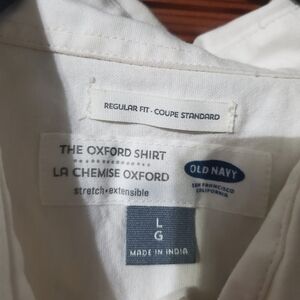 REGULAR FIT - COUPE STANDARD
THE OXFORD SHIRT
LA CHEMISE OXFORD
stretch • extensible
OLD NAVY
SAN FRANCISCO
CALIFORNIA
L
G
MADE IN INDIA